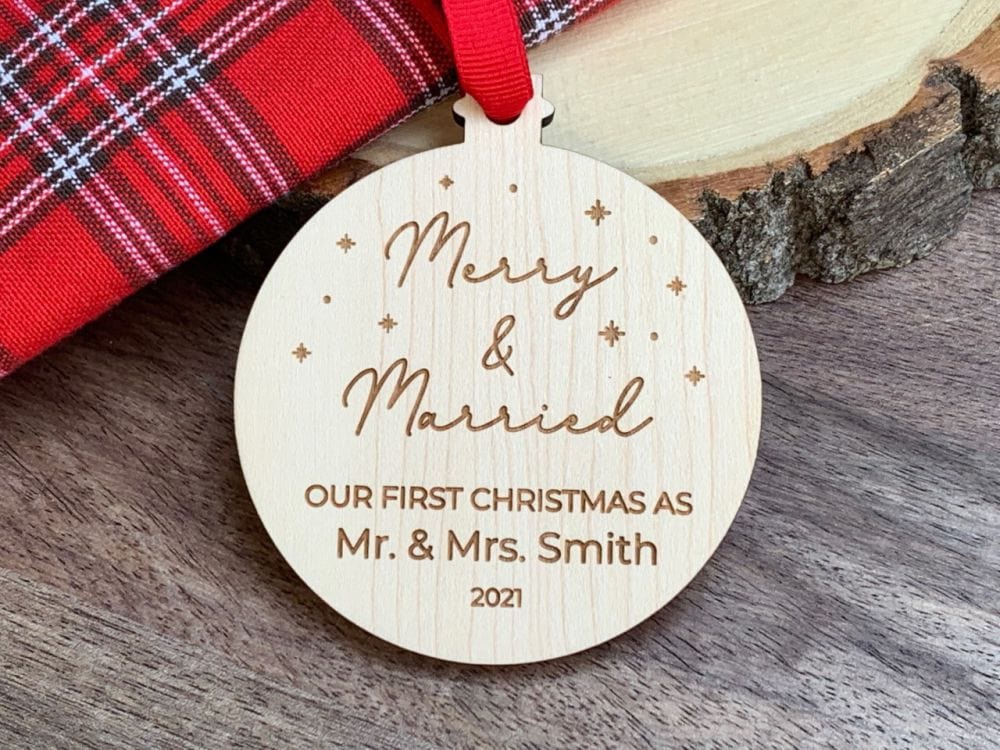 Merry
&
Married
OUR FIRST CHRISTMAS AS
Mr. & Mrs. Smith
2021